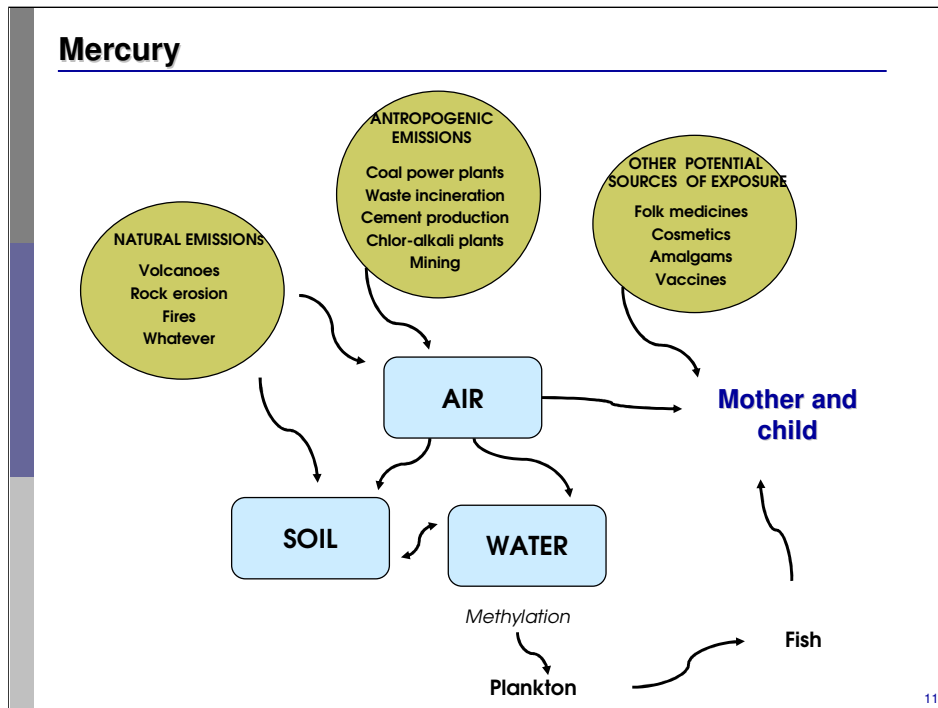 Mercury
ANTROPOGENIC
EMISSIONS
Coal power plants
Waste incineration
Cement production
Chlor-alkali plants
Mining
OTHER POTENTIAL
SOURCES OF EXPOSURE
Folk medicines
Cosmetics
Amalgams
Vaccines
NATURAL EMISSIONS
Volcanoes
Rock erosion
Fires
Whatever
AIR
Mother and
child
SOIL
WATER
Methylation
Fish
Plankton
11